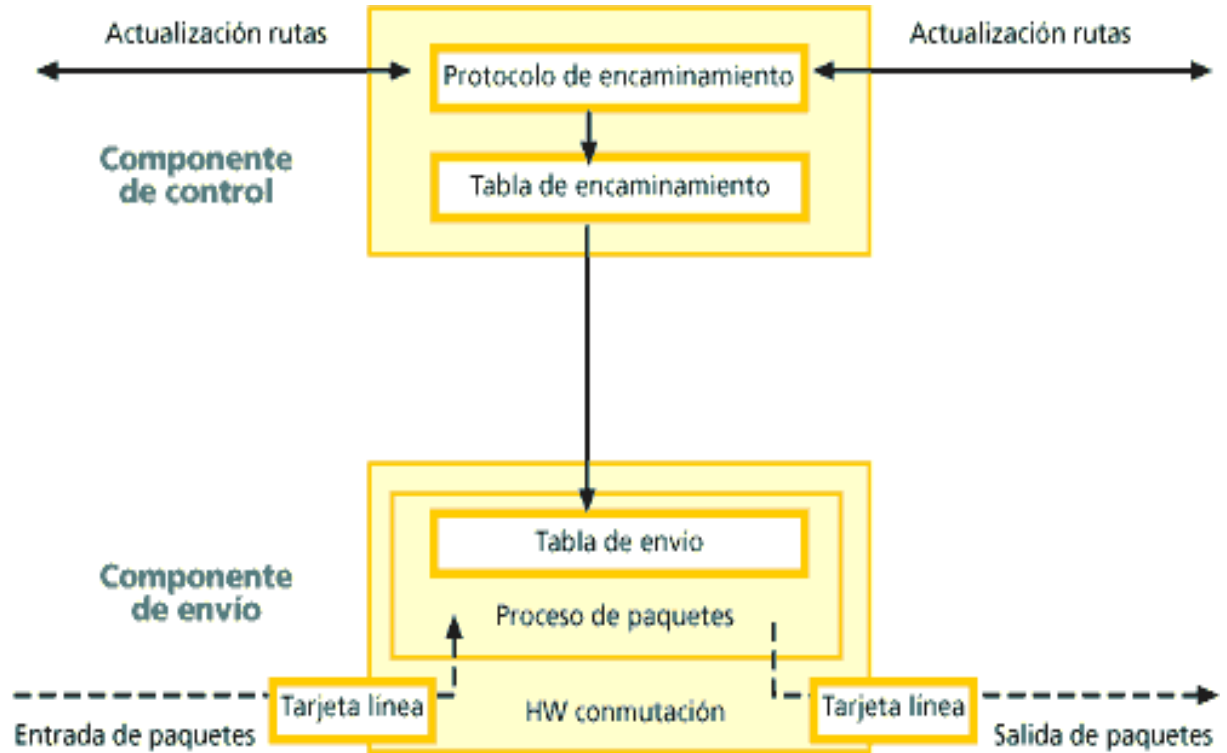 Actualización rutas
Actualización rutas
Protocolo de encaminamiento
Componente
de control
Tabla de encaminamiento
Tabla de envio
Componente
de envío
Proceso de paquetes
Tarjeta línea
HW conmutación
Tarjeta línea
Entrada de paquetes
Salida de paquetes